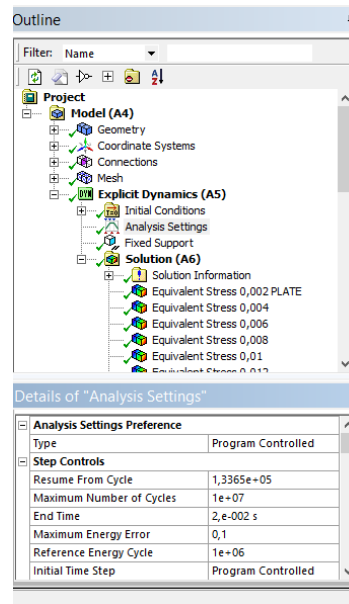 Outline
Filter: Name
Project
Model (A4)
Geometry
Coordinate Systems
Connections
Mesh
Explicit Dynamics (A5)
Initial Conditions
Analysis Settings
Fixed Support
Solution (A6)
Solution Information
Equivalent Stress 0,002 PLATE
Equivalent Stress 0,004
Equivalent Stress 0,006
Equivalent Stress 0,008
Equivalent Stress 0,01
Equivalent Stress 0,012
Details of "Analysis Settings"
Analysis Settings Preference
Type Program Controlled
Step Controls
Resume From Cycle 1,3365e+05
Maximum Number of Cycles 1e+07
End Time 2,e-002 s
Maximum Energy Error 0,1
Reference Energy Cycle 1e+06
Initial Time Step Program Controlled